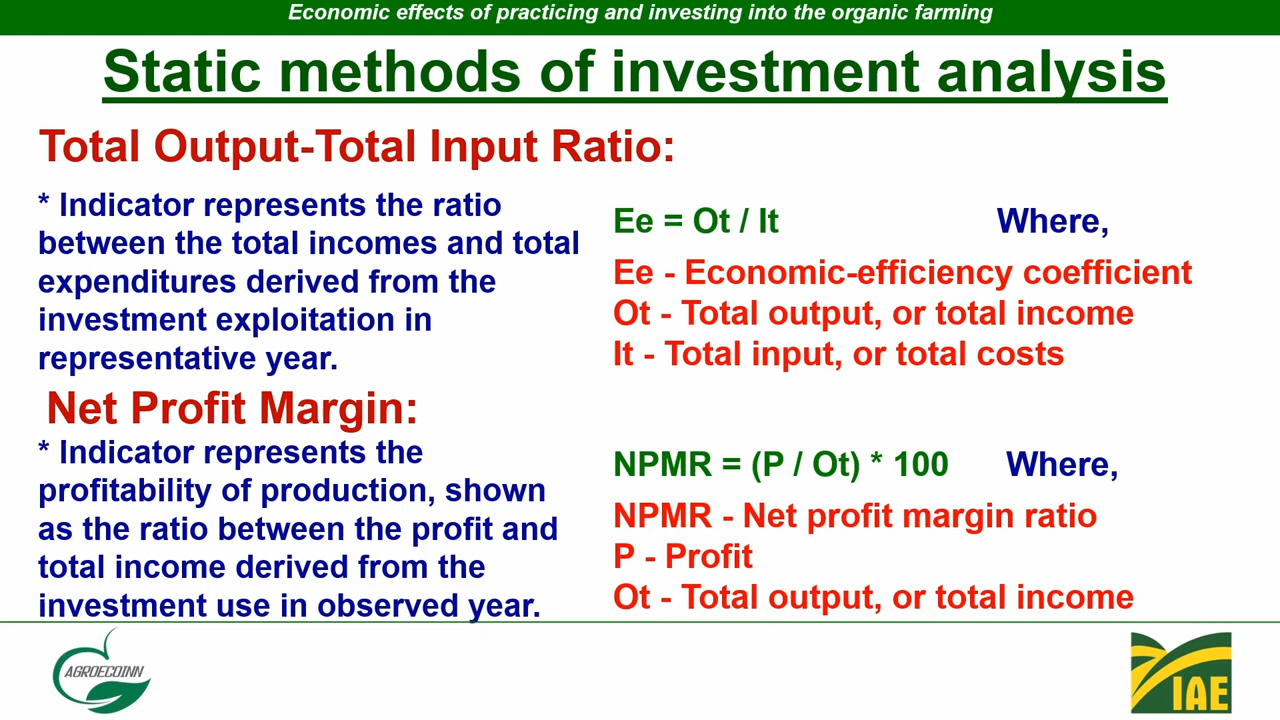 Economic effects of practicing and investing into the organic farming
Static methods of investment analysis
Total Output-Total Input Ratio:
* Indicator represents the ratio
between the total incomes and total
expenditures derived from the
investment exploitation in
representative year.
Ee = Ot / It Where,
Ee - Economic-efficiency coefficient
Ot - Total output, or total income
It - Total input, or total costs
Net Profit Margin:
* Indicator represents the
profitability of production, shown
as the ratio between the profit and
total income derived from the
investment use in observed year.
NPMR = (P / Ot) * 100 Where,
NPMR - Net profit margin ratio
P - Profit
Ot - Total output, or total income
AGROECOINN
IAE